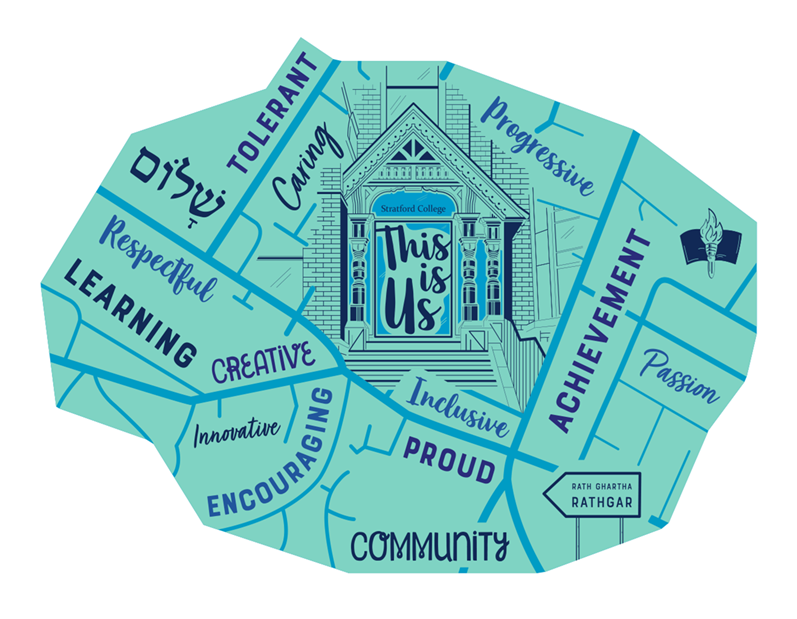 TOLERANT
Caring
Progressive
שָׁלוֹם
Stratford College
This
is
Us
Respectful
LEARNING
CREATIVE
ACHIEVEMENT
Passion
Inclusive
Innovative
ENCOURAGING
PROUD
RATH GHARTHA
RATHGAR
COMMUNITY